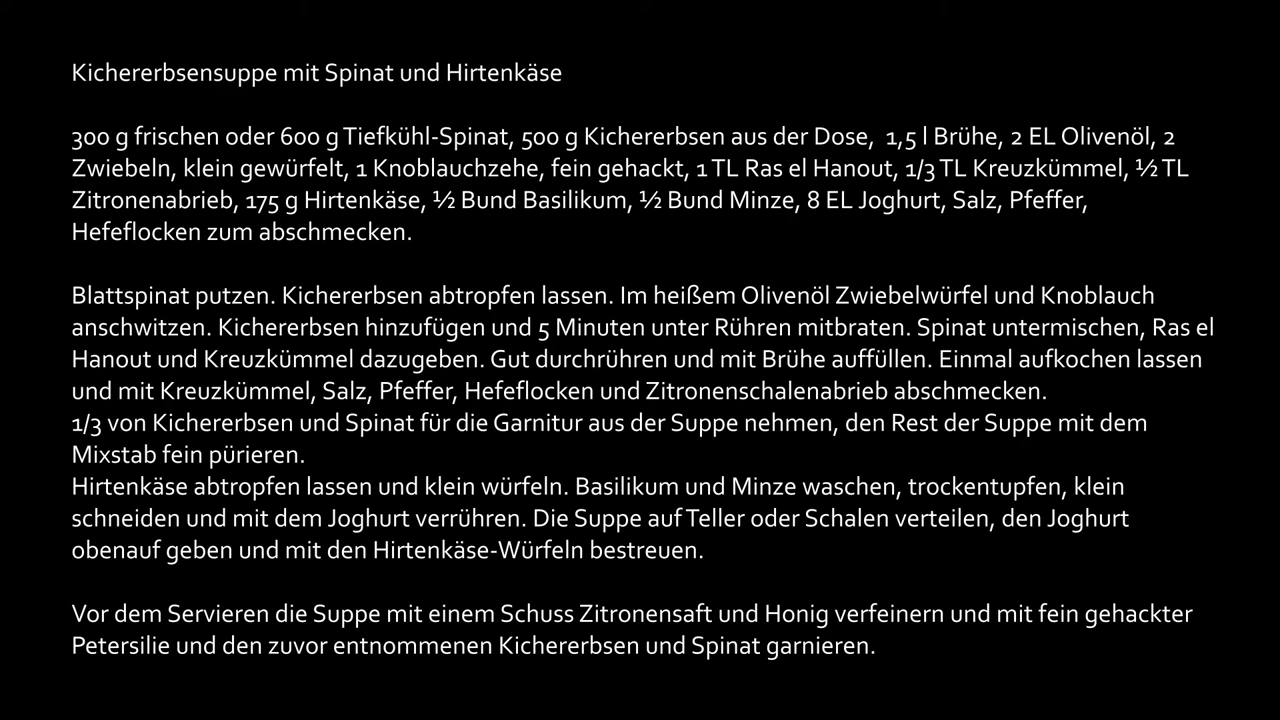 Kichererbsensuppe mit Spinat und Hirtenkäse
300 g frischen oder 600 g Tiefkühl-Spinat, 500 g Kichererbsen aus der Dose, 1,5 l Brühe, 2 EL Olivenöl, 2
Zwiebeln, klein gewürfelt, 1 Knoblauchzehe, fein gehackt, 1 TL Ras el Hanout, 1/3 TL Kreuzkümmel, ½ TL
Zitronenabrieb, 175 g Hirtenkäse, ½ Bund Basilikum, ½ Bund Minze, 8 EL Joghurt, Salz, Pfeffer,
Hefeflocken zum abschmecken.
Blattspinat putzen. Kichererbsen abtropfen lassen. Im heißem Olivenöl Zwiebelwürfel und Knoblauch
anschwitzen. Kichererbsen hinzufügen und 5 Minuten unter Rühren mitbraten. Spinat untermischen, Ras el
Hanout und Kreuzkümmel dazugeben. Gut durchrühren und mit Brühe auffüllen. Einmal aufkochen lassen
und mit Kreuzkümmel, Salz, Pfeffer, Hefeflocken und Zitronenschalenabrieb abschmecken.
1/3 von Kichererbsen und Spinat für die Garnitur aus der Suppe nehmen, den Rest der Suppe mit dem
Mixstab fein pürieren.
Hirtenkäse abtropfen lassen und klein würfeln. Basilikum und Minze waschen, trockentupfen, klein
schneiden und mit dem Joghurt verrühren. Die Suppe auf Teller oder Schalen verteilen, den Joghurt
obenauf geben und mit den Hirtenkäse-Würfeln bestreuen.
Vor dem Servieren die Suppe mit einem Schuss Zitronensaft und Honig verfeinern und mit fein gehackter
Petersilie und den zuvor entnommenen Kichererbsen und Spinat garnieren.